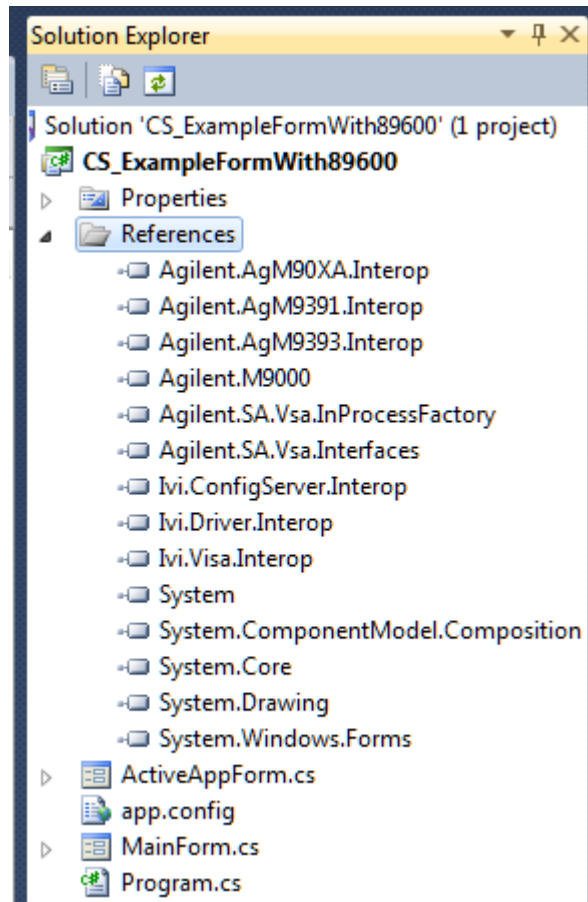 Solution Explorer
Solution 'CS_ExampleFormWith89600' (1 project)
CS_ExampleFormWith89600
Properties
References
Agilent.AgM90XA.Interop
Agilent.AgM9391.Interop
Agilent.AgM9393.Interop
Agilent.M9000
Agilent.SA.Vsa.InProcessFactory
Agilent.SA.Vsa.Interfaces
Ivi.ConfigServer.Interop
Ivi.Driver.Interop
Ivi.Visa.Interop
System
System.ComponentModel.Composition
System.Core
System.Drawing
System.Windows.Forms
ActiveAppForm.cs
app.config
MainForm.cs
Program.cs